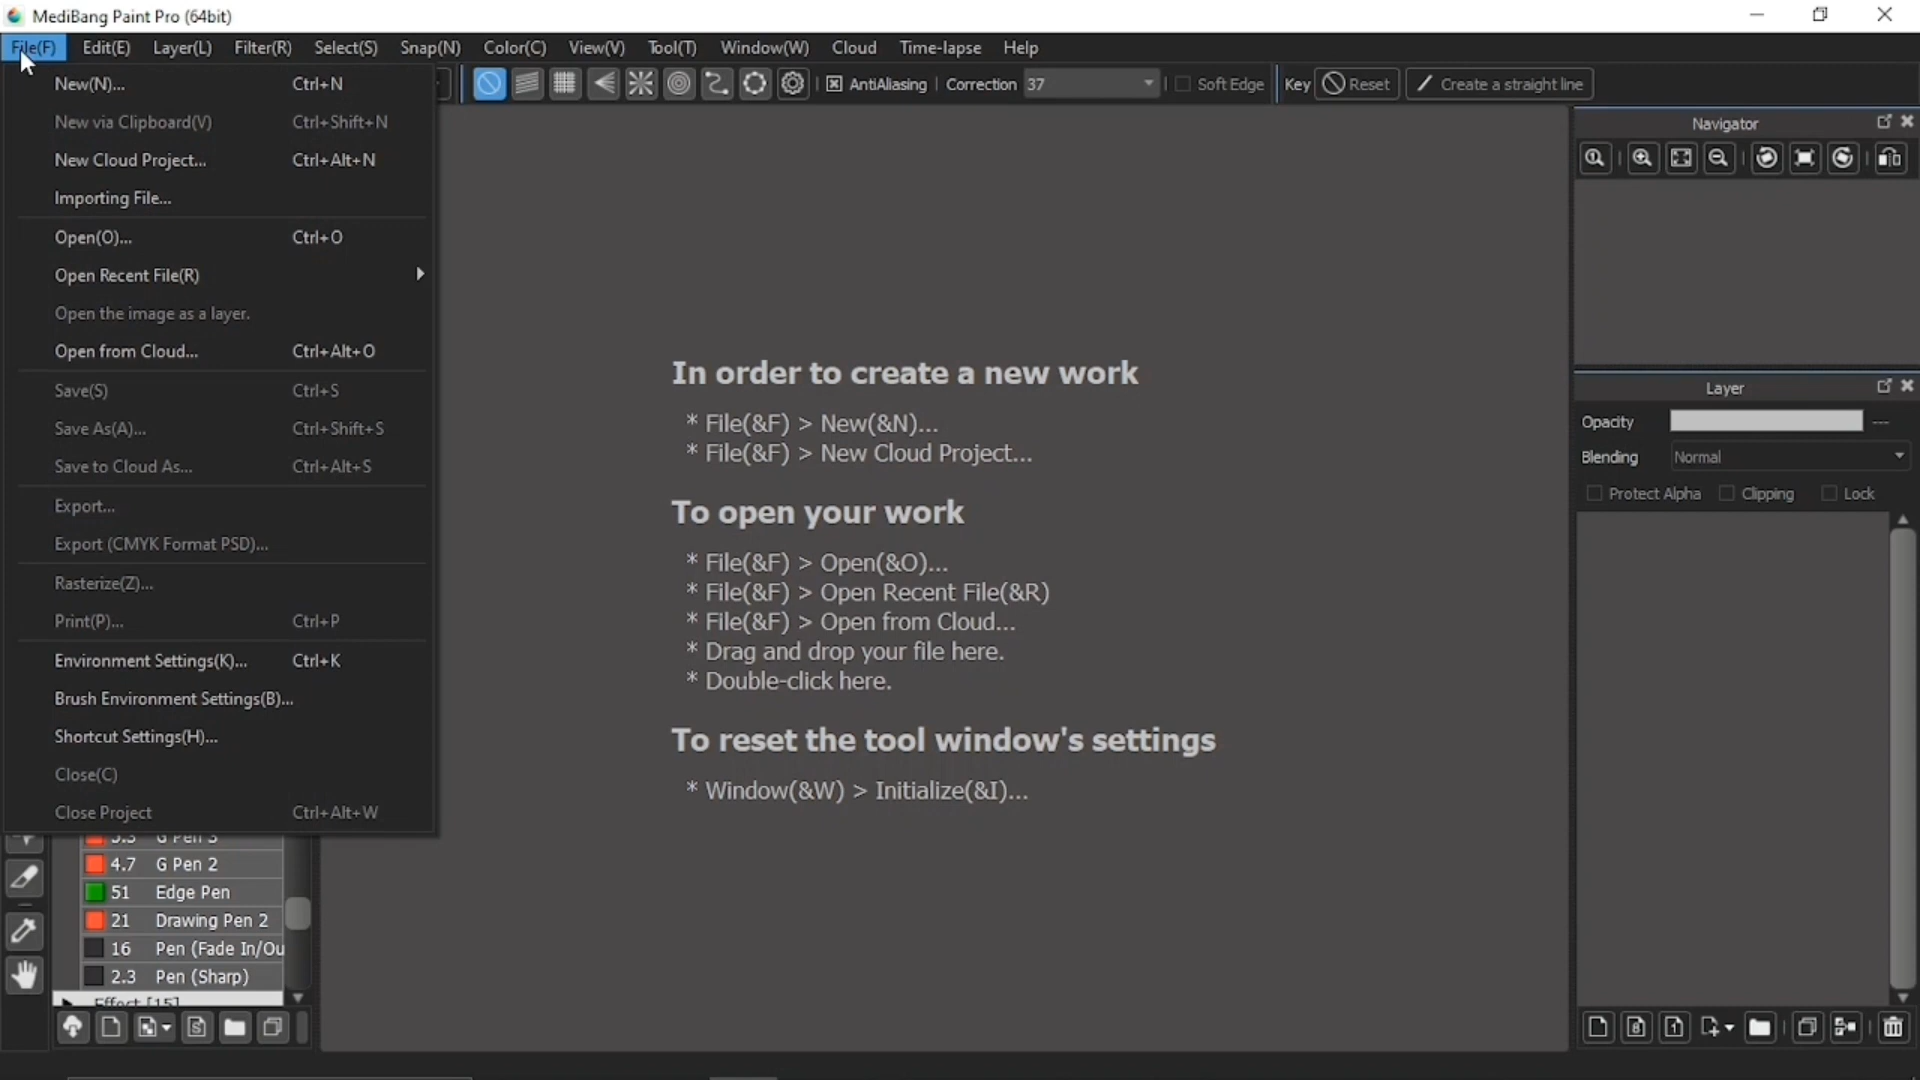 MediBang Paint Pro (64bit)
File(F) Edit(E) Layer(L) Filter(R) Select(S) Snap(N) Color(C) View(V) Tool(T) Window(W) Cloud Time-lapse Help
AntiAliasing Correction 37 Soft Edge Key Reset Create a straight line
New(N)... Ctrl+N
New via Clipboard(V) Ctrl+Shift+N
New Cloud Project... Ctrl+Alt+N
Importing File...
Open(O)... Ctrl+O
Open Recent File(R)
Open the image as a layer.
Open from Cloud... Ctrl+Alt+O
Save(S) Ctrl+S
Save As(A)... Ctrl+Shift+S
Save to Cloud As... Ctrl+Alt+S
Export...
Export (CMYK Format PSD)...
Rasterize(Z)...
Print(P)... Ctrl+P
Environment Settings(K)... Ctrl+K
Brush Environment Settings(B)...
Shortcut Settings(H)...
Close(C)
Close Project Ctrl+Alt+W
G Pen 3
4.7 G Pen 2
51 Edge Pen
21 Drawing Pen 2
16 Pen (Fade In/Ou
2.3 Pen (Sharp)
Effect [15]
In order to create a new work
* File(&F) > New(&N)...
* File(&F) > New Cloud Project...
To open your work
* File(&F) > Open(&O)...
* File(&F) > Open Recent File(&R)
* File(&F) > Open from Cloud...
* Drag and drop your file here.
* Double-click here.
To reset the tool window's settings
* Window(&W) > Initialize(&I)...
Navigator
Layer
Opacity ---
Blending Normal
Protect Alpha Clipping Lock